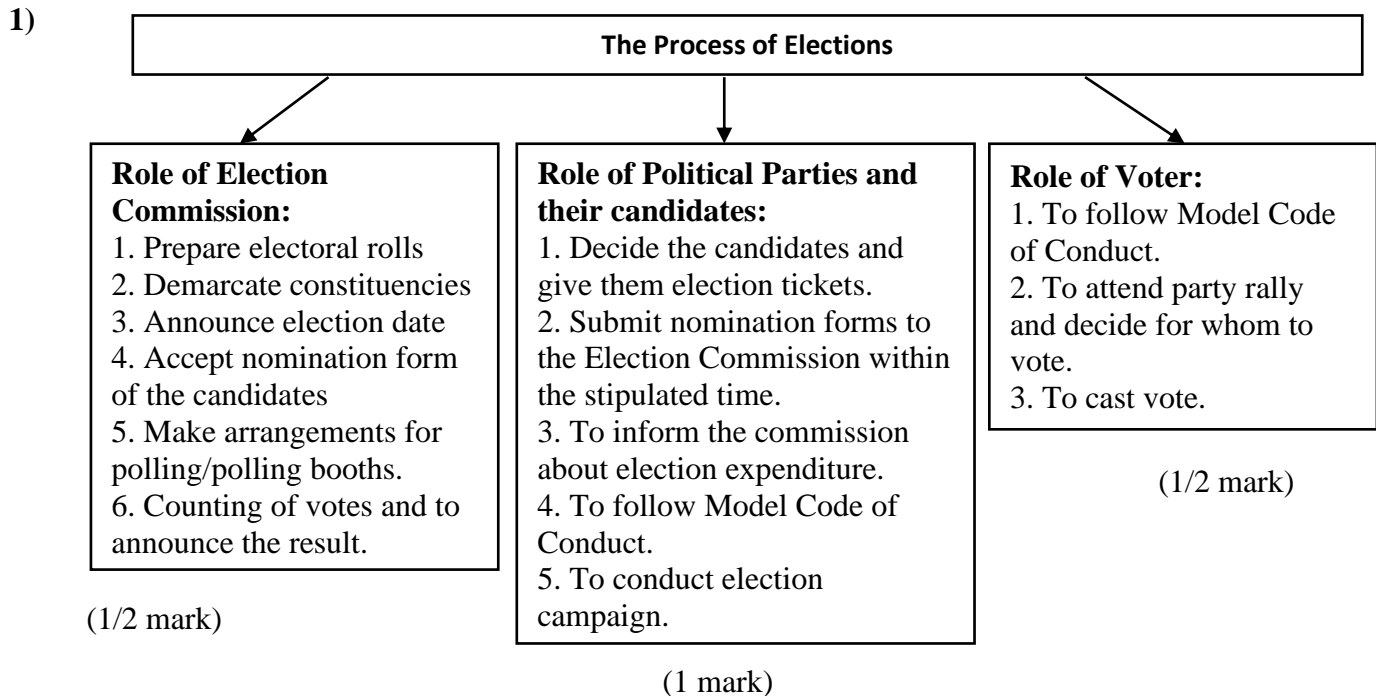 1)
The Process of Elections
Role of Election
Commission:
1. Prepare electoral rolls
2. Demarcate constituencies
3. Announce election date
4. Accept nomination form
of the candidates
5. Make arrangements for
polling/polling booths.
6. Counting of votes and to
announce the result.
(1/2 mark)
Role of Political Parties and
their candidates:
1. Decide the candidates and
give them election tickets.
2. Submit nomination forms to
the Election Commission within
the stipulated time.
3. To inform the commission
about election expenditure.
4. To follow Model Code of
Conduct.
5. To conduct election
campaign.
(1 mark)
Role of Voter:
1. To follow Model Code
of Conduct.
2. To attend party rally
and decide for whom to
vote.
3. To cast vote.
(1/2 mark)